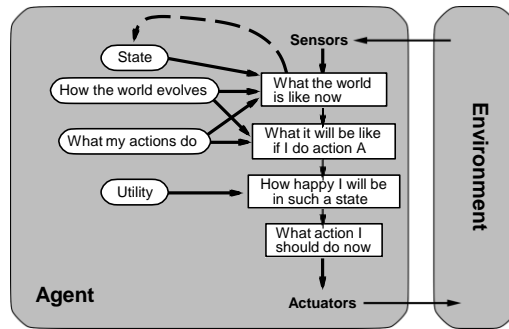 Sensors
State
How the world evolves
What my actions do
Utility
What the world
is like now
What it will be like
if I do action A
How happy I will be
in such a state
What action I
should do now
Agent
Actuators
Environment